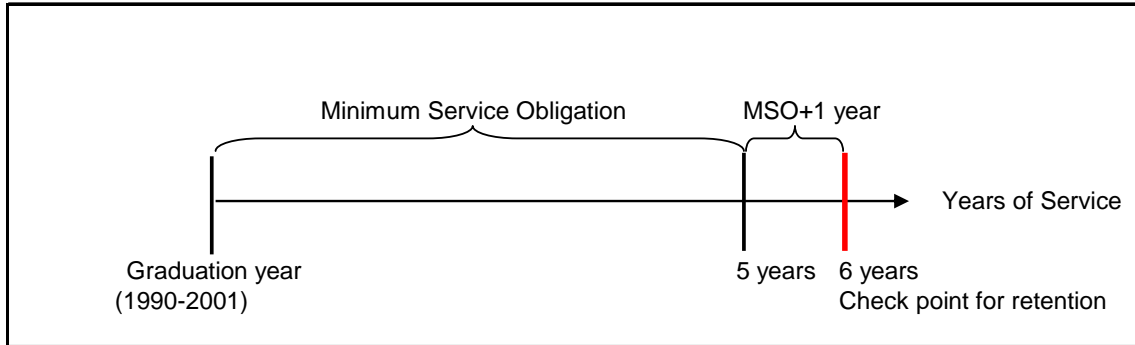 Minimum Service Obligation
MSO+1 year
Years of Service
Graduation year
(1990-2001)
5 years
6 years
Check point for retention